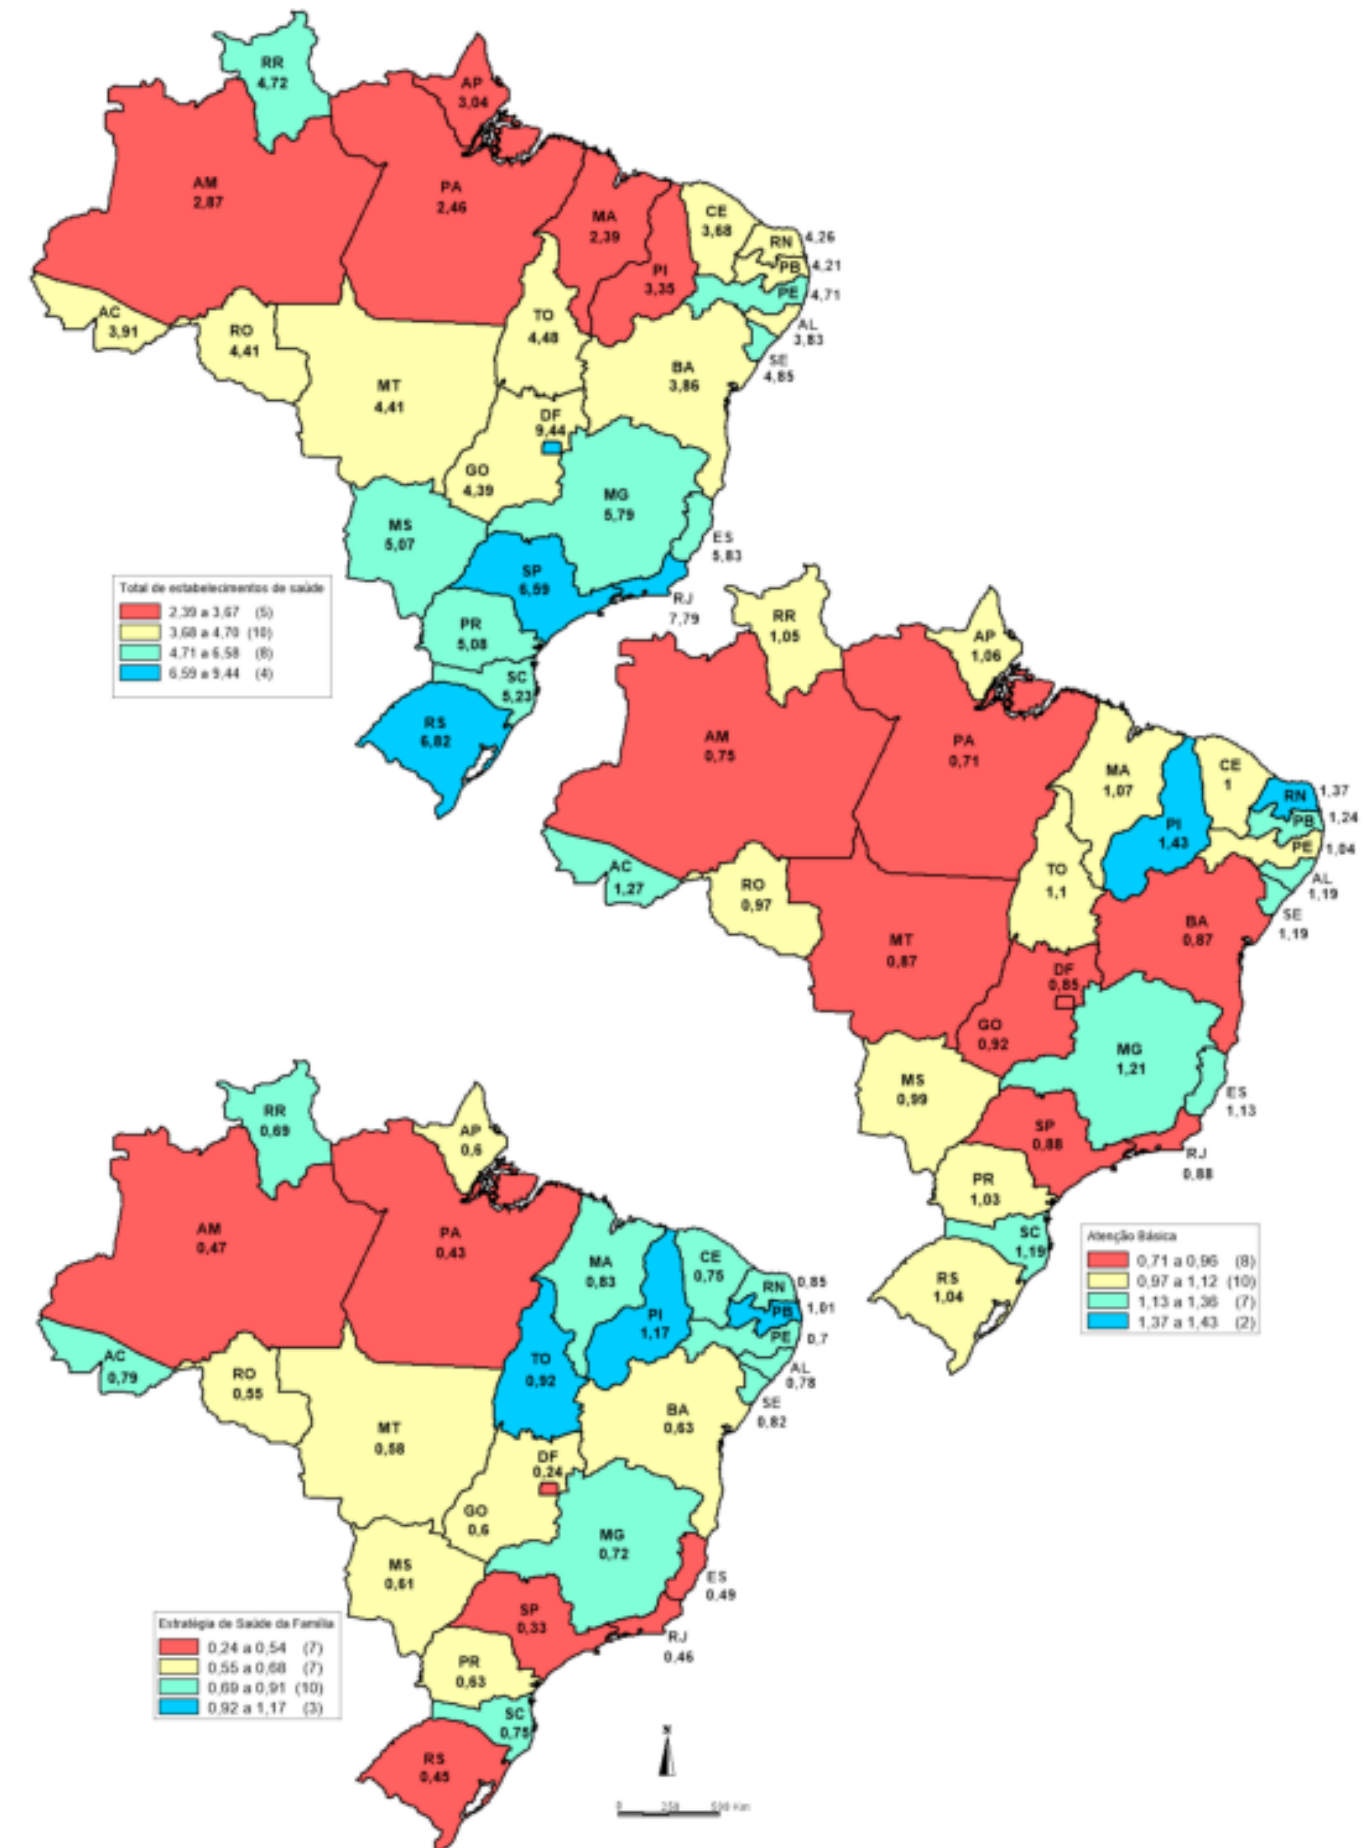 RR
4,72
AP
3,04
AM
2,87
PA
2,46
MA
2,39
CE
3,68
RN
4,26
PB
4,21
PI
3,35
PE
4,71
AC
3,91
RO
4,41
TO
4,48
AL
3,83
SE
4,85
MT
4,41
BA
3,86
DF
9,44
GO
4,39
MG
5,79
MS
5,07
ES
5,83
SP
6,59
RJ
7,79
PR
5,08
SC
5,23
RS
6,82
Total de estabelecimentos de saúde
2,39 a 3,67 (5)
3,68 a 4,70 (10)
4,71 a 6,58 (8)
6,59 a 9,44 (4)
RR
1,05
AP
1,06
AM
0,75
PA
0,71
MA
1,07
CE
1
RN
1,37
PB
1,24
PI
1,43
PE
1,04
AC
1,27
RO
0,97
TO
1,1
AL
1,19
SE
1,19
MT
0,87
BA
0,87
DF
0,85
GO
0,92
MG
1,21
MS
0,99
ES
1,13
SP
0,88
RJ
0,88
PR
1,03
SC
1,19
RS
1,04
Atenção Básica
0,71 a 0,96 (8)
0,97 a 1,12 (10)
1,13 a 1,36 (7)
1,37 a 1,43 (2)
RR
0,69
AP
0,6
AM
0,47
PA
0,43
MA
0,83
CE
0,75
RN
0,85
PB
1,01
PI
1,17
PE
0,7
AC
0,79
RO
0,55
TO
0,92
AL
0,78
SE
0,82
MT
0,58
BA
0,63
DF
0,24
GO
0,6
MG
0,72
MS
0,61
ES
0,49
SP
0,33
RJ
0,46
PR
0,63
SC
0,75
RS
0,45
Estratégia de Saúde da Família
0,24 a 0,54 (7)
0,55 a 0,68 (7)
0,69 a 0,91 (10)
0,92 a 1,17 (3)
N
0 250 500 Km